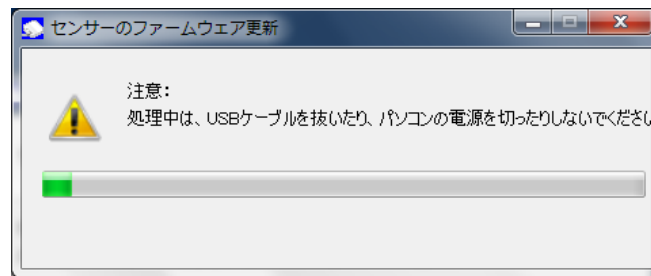 センサーのファームウェア更新
注意:
処理中は、USBケーブルを抜いたり、パソコンの電源を切ったりしないでください